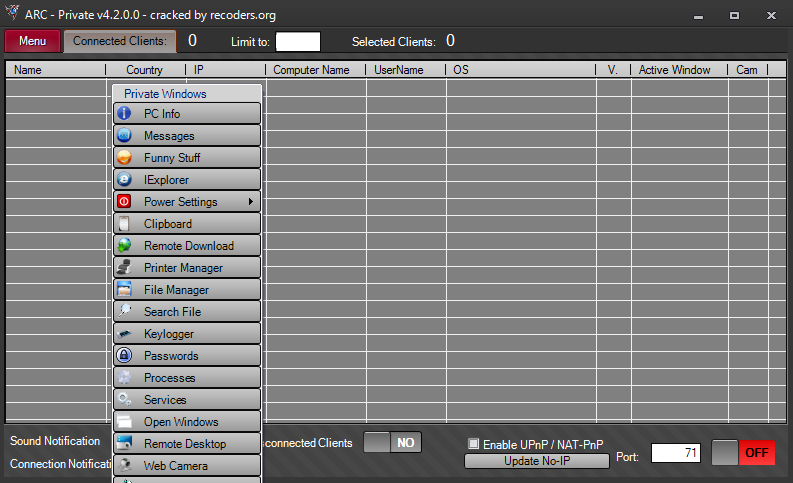 ARC - Private v4.2.0.0 - cracked by recoders.org
Menu Connected Clients: 0 Limit to: Selected Clients: 0
Name Country IP Computer Name UserName OS V. Active Window Cam
Private Windows
PC Info
Messages
Funny Stuff
IExplorer
Power Settings
Clipboard
Remote Download
Printer Manager
File Manager
Search File
Keylogger
Passwords
Processes
Services
Open Windows
Remote Desktop
Web Camera
Sound Notification
Connection Notificati
connected Clients NO
Enable UPnP / NAT-PnP
Update No-IP
Port: 71 OFF